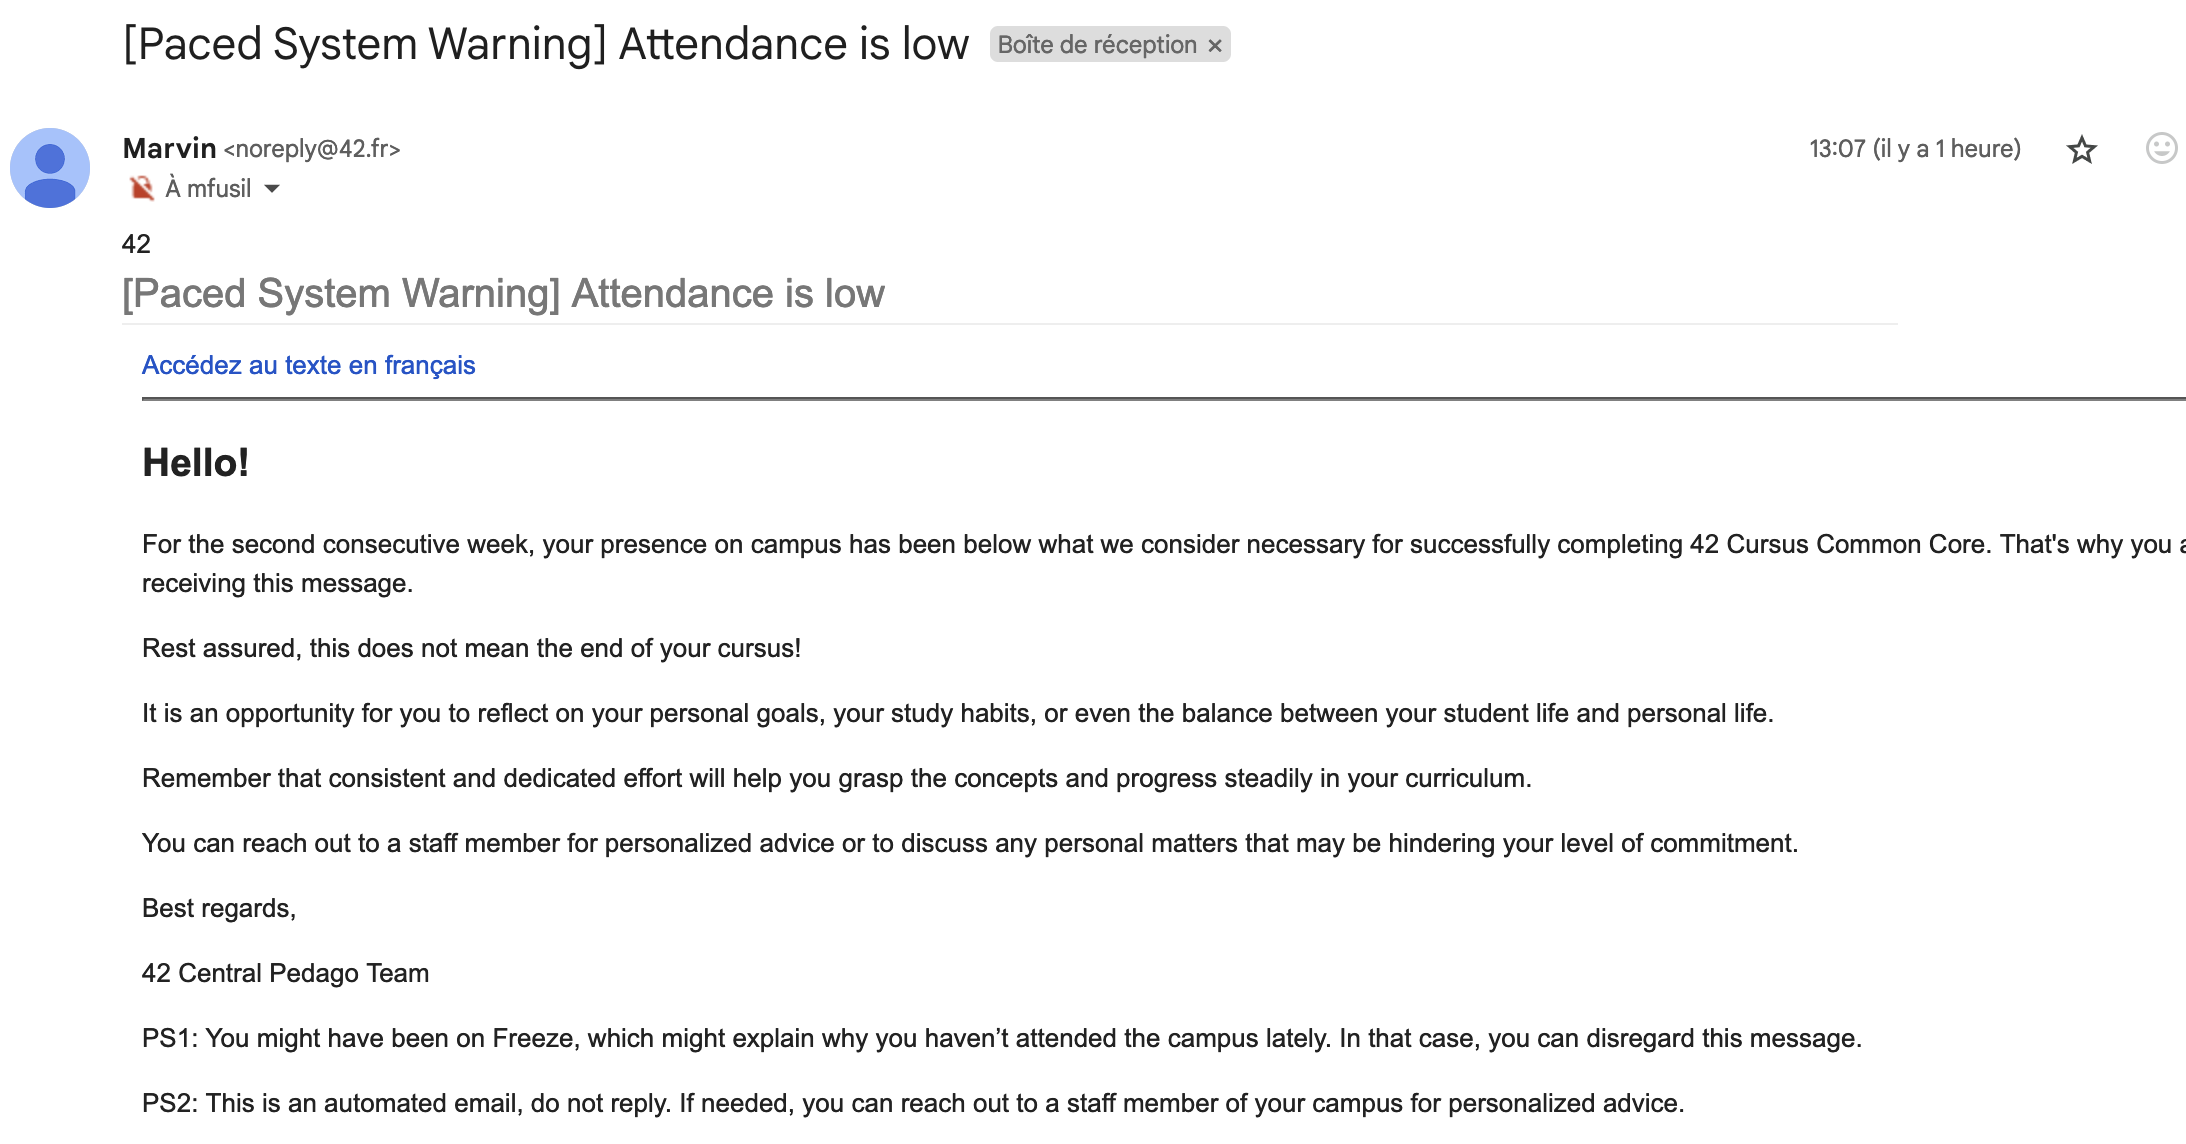 [Paced System Warning] Attendance is low Boîte de réception ×
Marvin <noreply@42.fr> 13:07 (il y a 1 heure)
À mfusil
42
[Paced System Warning] Attendance is low
Accédez au texte en français
Hello!
For the second consecutive week, your presence on campus has been below what we consider necessary for successfully completing 42 Cursus Common Core. That's why you
receiving this message.
Rest assured, this does not mean the end of your cursus!
It is an opportunity for you to reflect on your personal goals, your study habits, or even the balance between your student life and personal life.
Remember that consistent and dedicated effort will help you grasp the concepts and progress steadily in your curriculum.
You can reach out to a staff member for personalized advice or to discuss any personal matters that may be hindering your level of commitment.
Best regards,
42 Central Pedago Team
PS1: You might have been on Freeze, which might explain why you haven’t attended the campus lately. In that case, you can disregard this message.
PS2: This is an automated email, do not reply. If needed, you can reach out to a staff member of your campus for personalized advice.